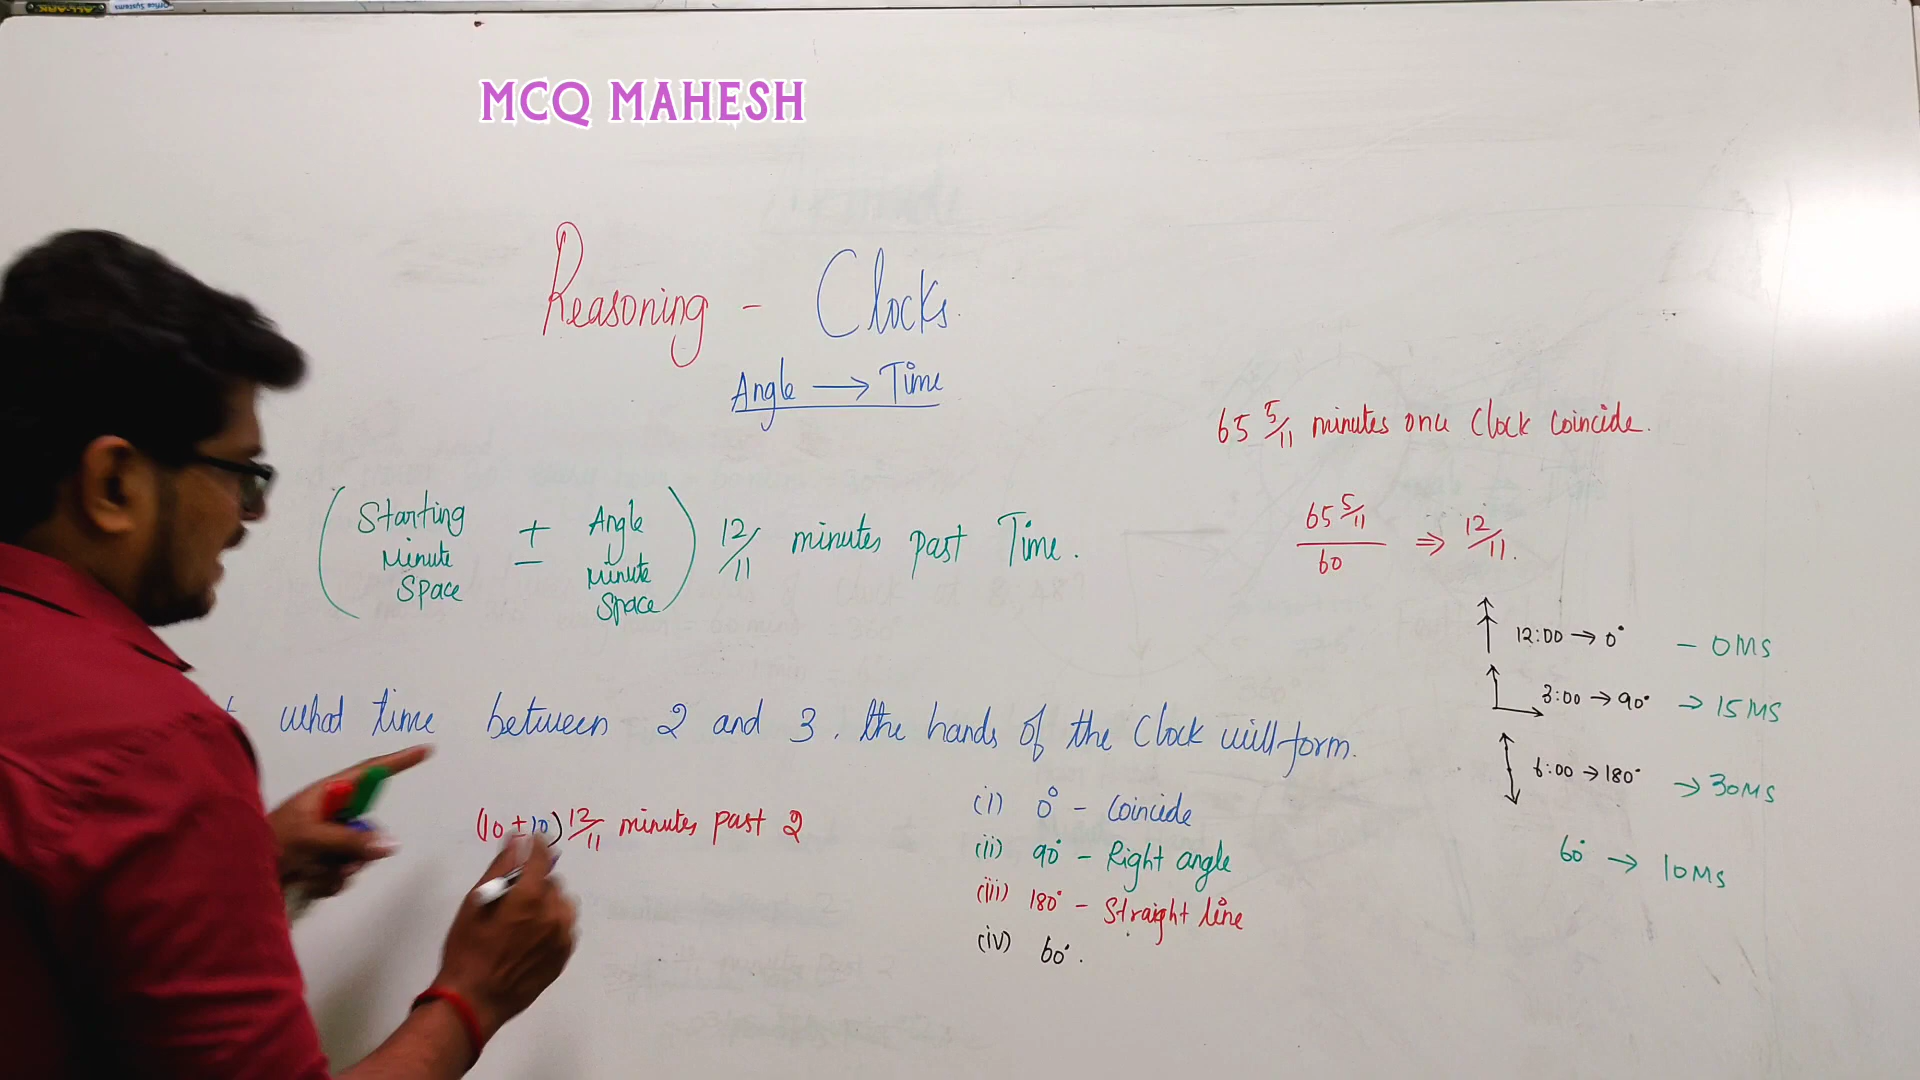 MCQ MAHESH
Reasoning - Clocks
Angle → Time
65 5/11 minutes once Clock Coincide.
(Starting Minute Space ± Angle Minute Space) 12/11 minutes past Time.
65 5/11 / 60 ⇒ 12/11.
12:00 → 0° - 0MS
3:00 → 90° → 15MS
6:00 → 180° → 30MS
60° → 10MS
what time between 2 and 3, the hands of the Clock will form.
(10 ± 10) 12/11 minutes past 2
(i) 0° - Coincide
(ii) 90° - Right angle
(iii) 180° - Straight line
(iv) 60°.